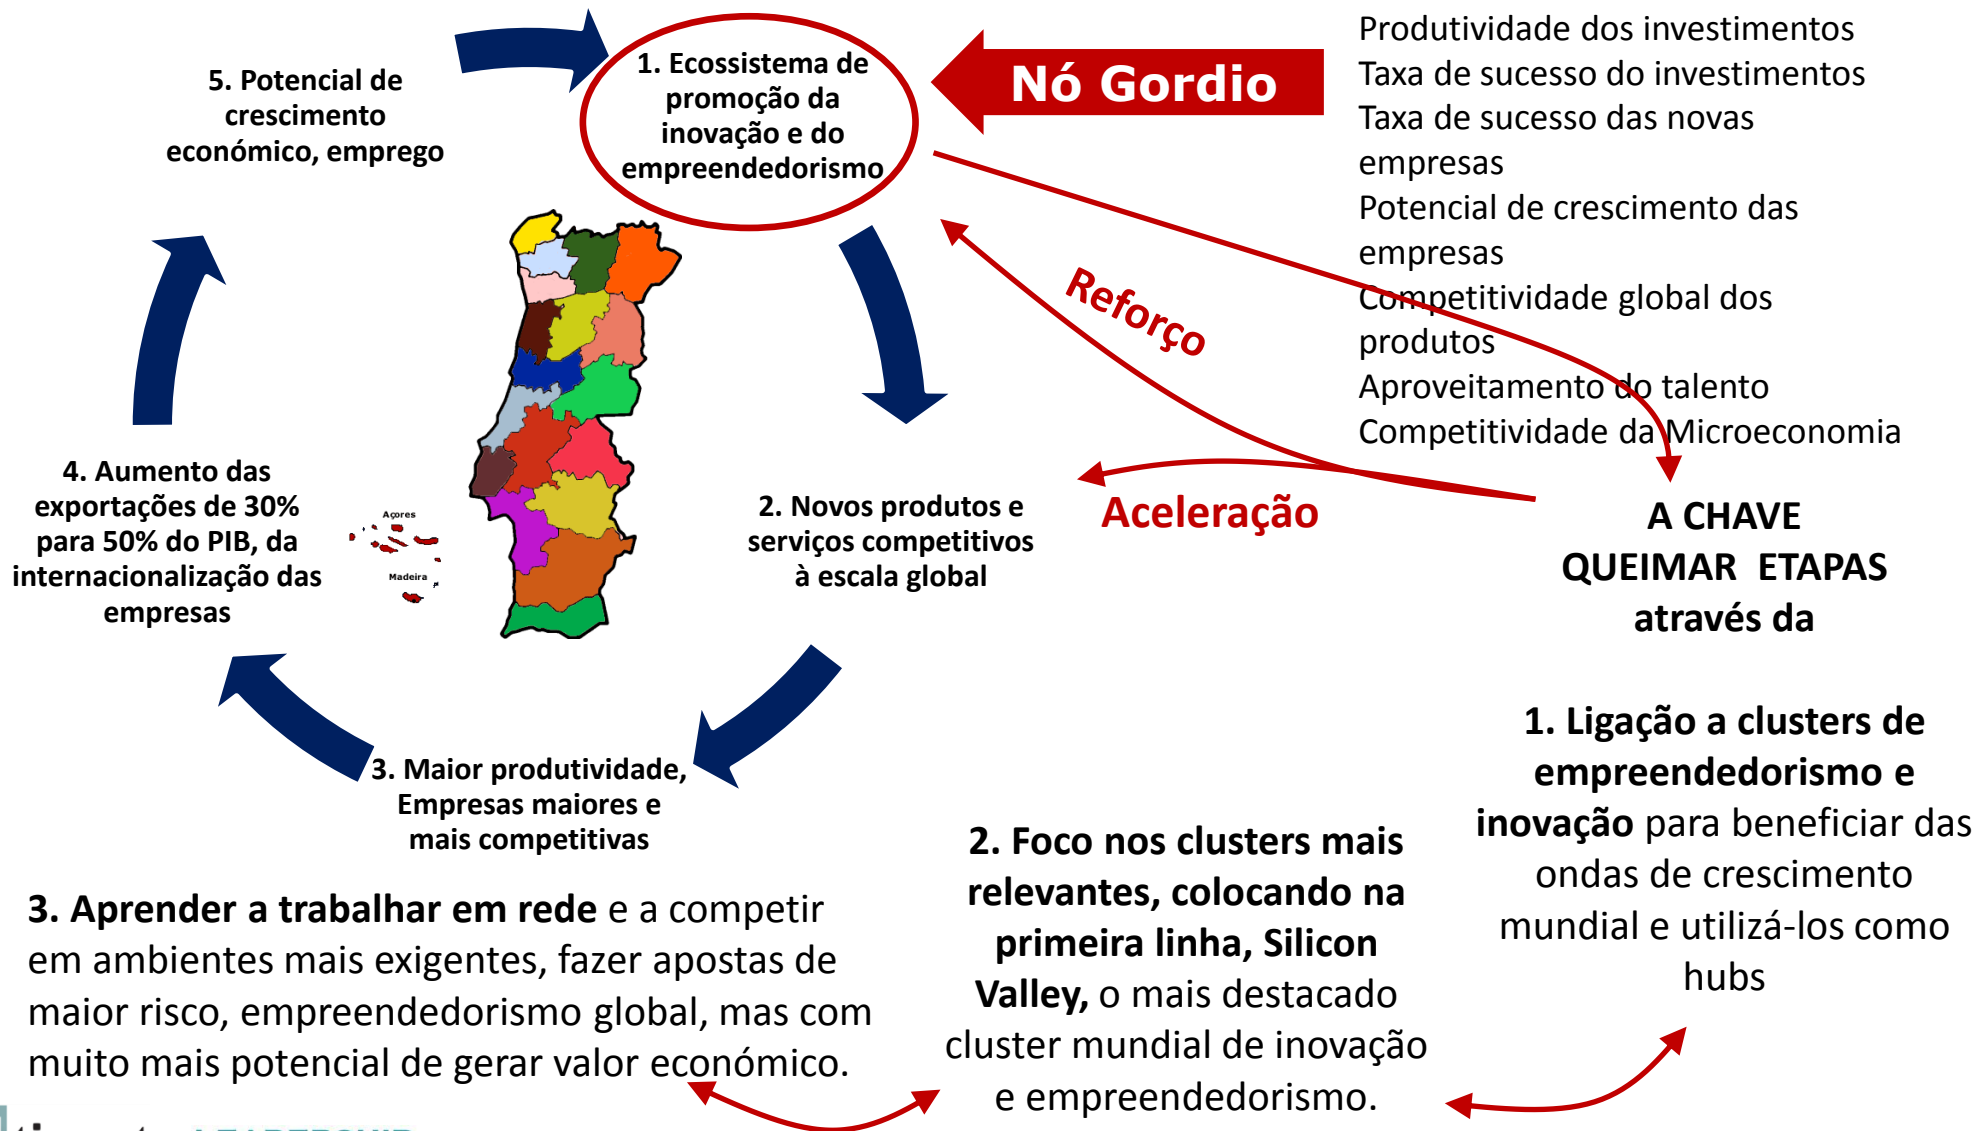 5. Potencial de
crescimento
económico, emprego
1. Ecossistema de
promoção da
inovação e do
empreendedorismo
Nó Gordio
Produtividade dos investimentos
Taxa de sucesso do investimentos
Taxa de sucesso das novas
empresas
Potencial de crescimento das
empresas
Competitividade global dos
produtos
Aproveitamento do talento
Competitividade da Microeconomia
Reforço
Aceleração
4. Aumento das
exportações de 30%
para 50% do PIB, da
internacionalização das
empresas
Açores
Madeira
2. Novos produtos e
serviços competitivos
à escala global
A CHAVE
QUEIMAR ETAPAS
através da
3. Maior produtividade,
Empresas maiores e
mais competitivas
1. Ligação a clusters de
empreendedorismo e
inovação para beneficiar das
ondas de crescimento
mundial e utilizá-los como
hubs
2. Foco nos clusters mais
relevantes, colocando na
primeira linha, Silicon
Valley, o mais destacado
cluster mundial de inovação
e empreendedorismo.
3. Aprender a trabalhar em rede e a competir
em ambientes mais exigentes, fazer apostas de
maior risco, empreendedorismo global, mas com
muito mais potencial de gerar valor económico.